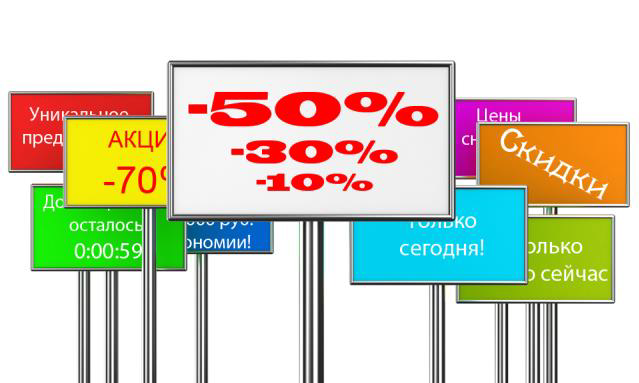 Уникальное
пред
АКЦИ
-70%
До
осталось
0:00:59
руб.
ономии!
-50%
-30%
-10%
Цены
сн
Скидки
Только
сегодня!
олько
о сейчас